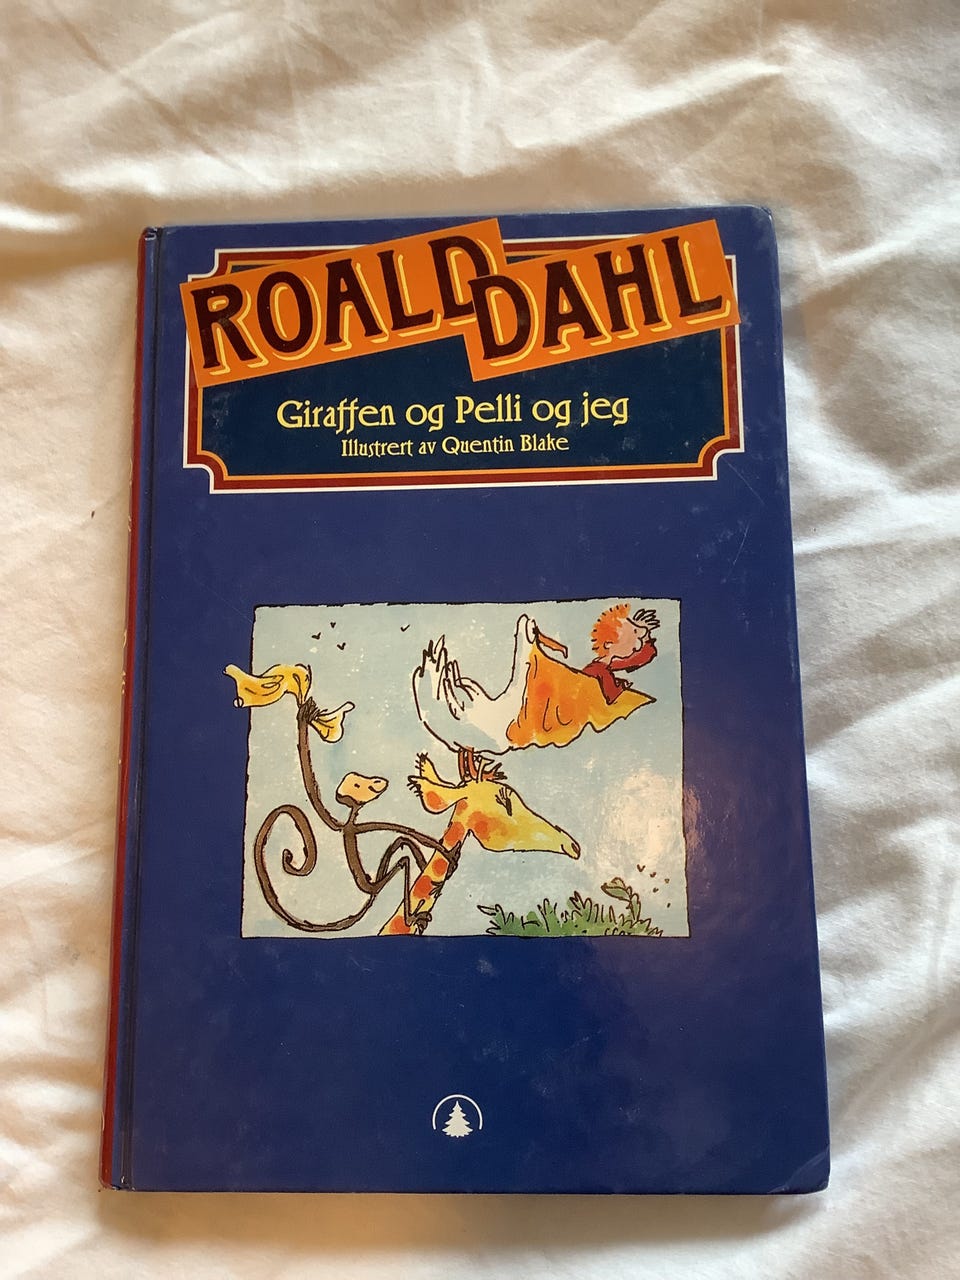 ROALD DAHL
Giraffen og Pelli og jeg
Illustrert av Quentin Blake